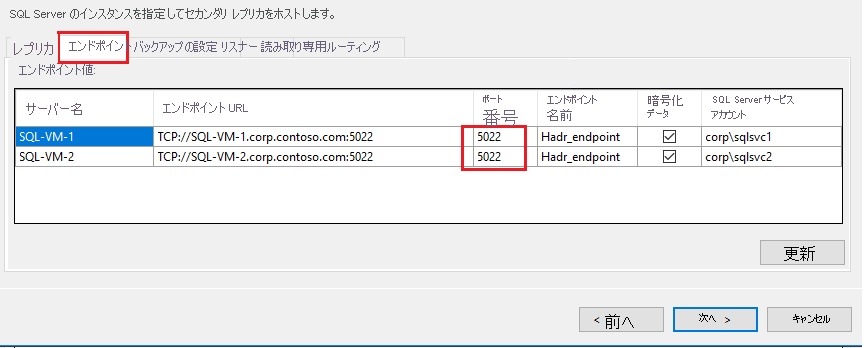 SQL Server のインスタンスを指定してセカンダリ レプリカをホストします。
レプリカ エンドポイント バックアップの設定 リスナー 読み取り専用ルーティング
エンドポイント値:
サーバー名 エンドポイント URL ポート 番号 エンドポイント 名前 暗号化 データ SQL Server サービス アカウント
SQL-VM-1 TCP://SQL-VM-1.corp.contoso.com:5022 5022 Hadr_endpoint corp\sqlsvc1
SQL-VM-2 TCP://SQL-VM-2.corp.contoso.com:5022 5022 Hadr_endpoint corp\sqlsvc2
更新
< 前へ 次へ > キャンセル